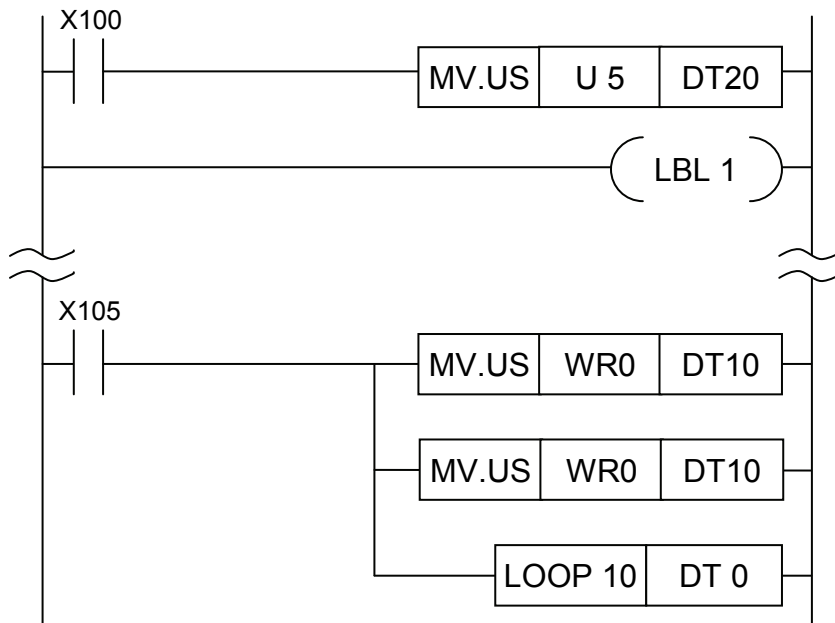 X100
MV.US U 5 DT20
LBL 1
X105
MV.US WR0 DT10
MV.US WR0 DT10
LOOP 10 DT 0